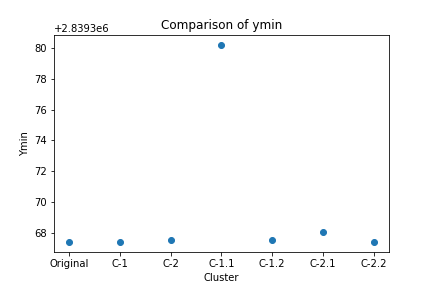 Comparison of ymin
+2.8393e6
80
78
76
74
72
70
68
Ymin
Original C-1 C-2 C-1.1 C-1.2 C-2.1 C-2.2
Cluster